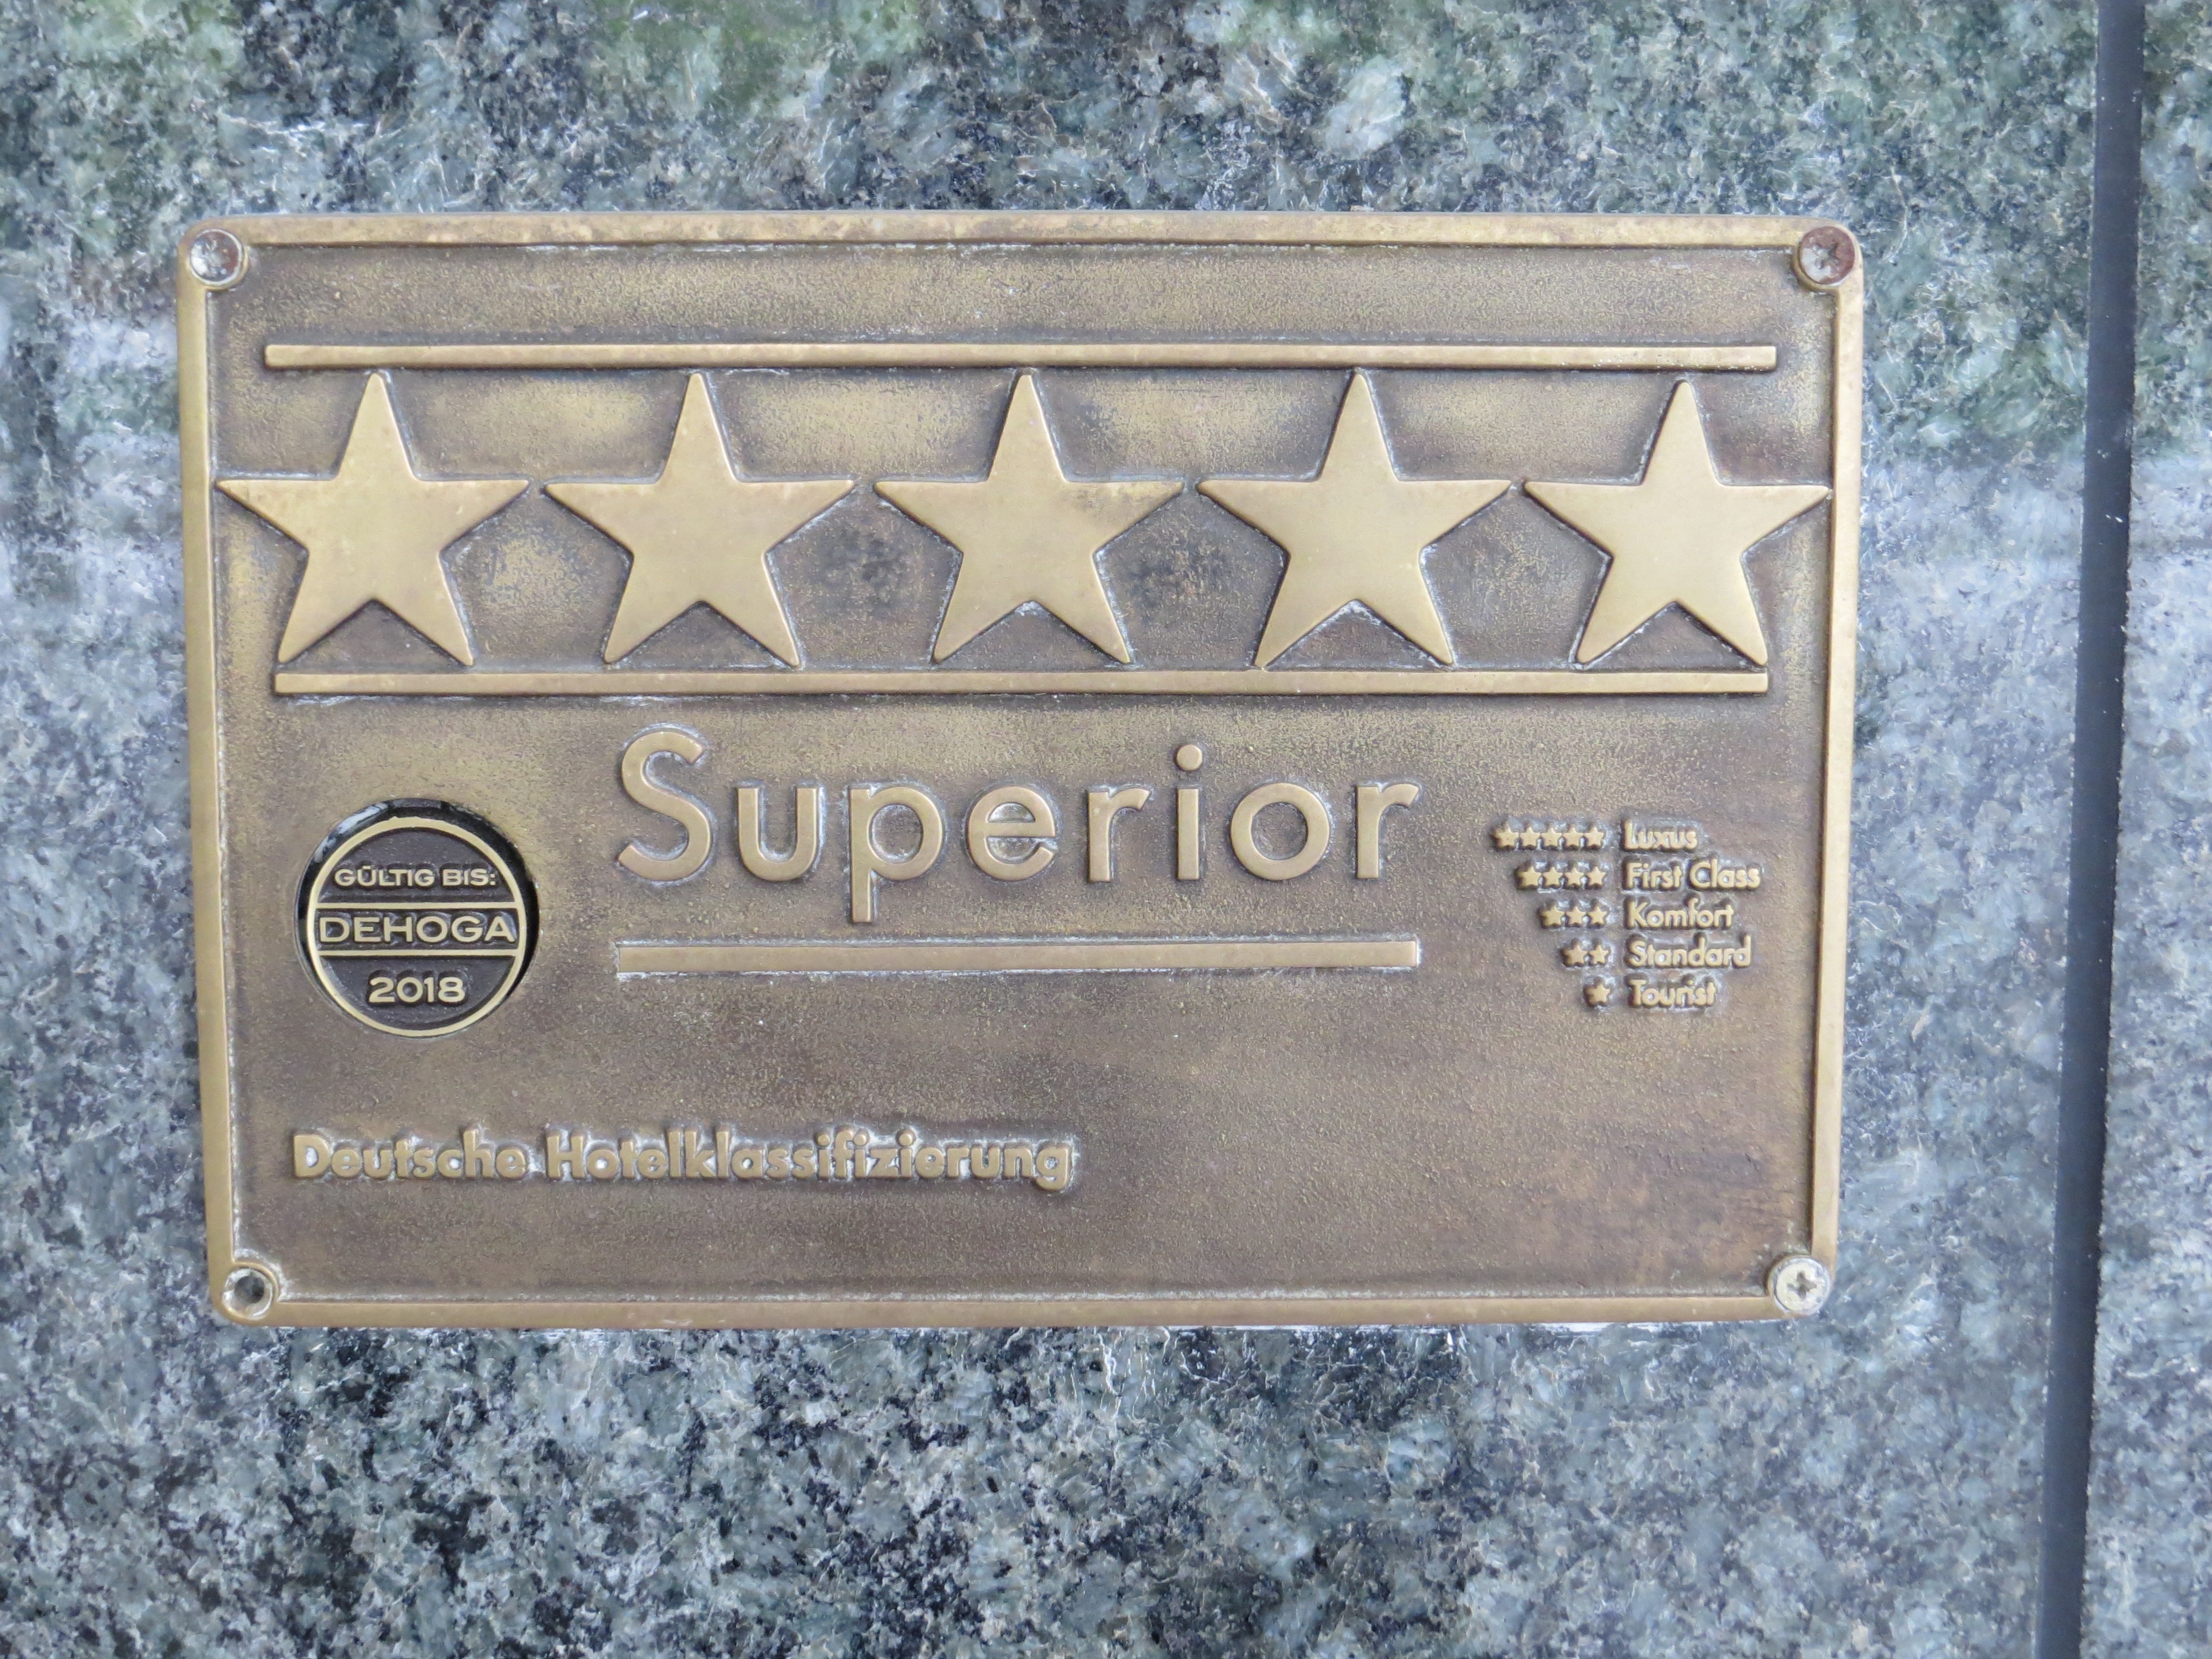 Superior
GÜLTIG BIS:
DEHOGA
2018
Luxus
First Class
Komfort
Standard
Tourist
Deutsche Hotelklassifizierung